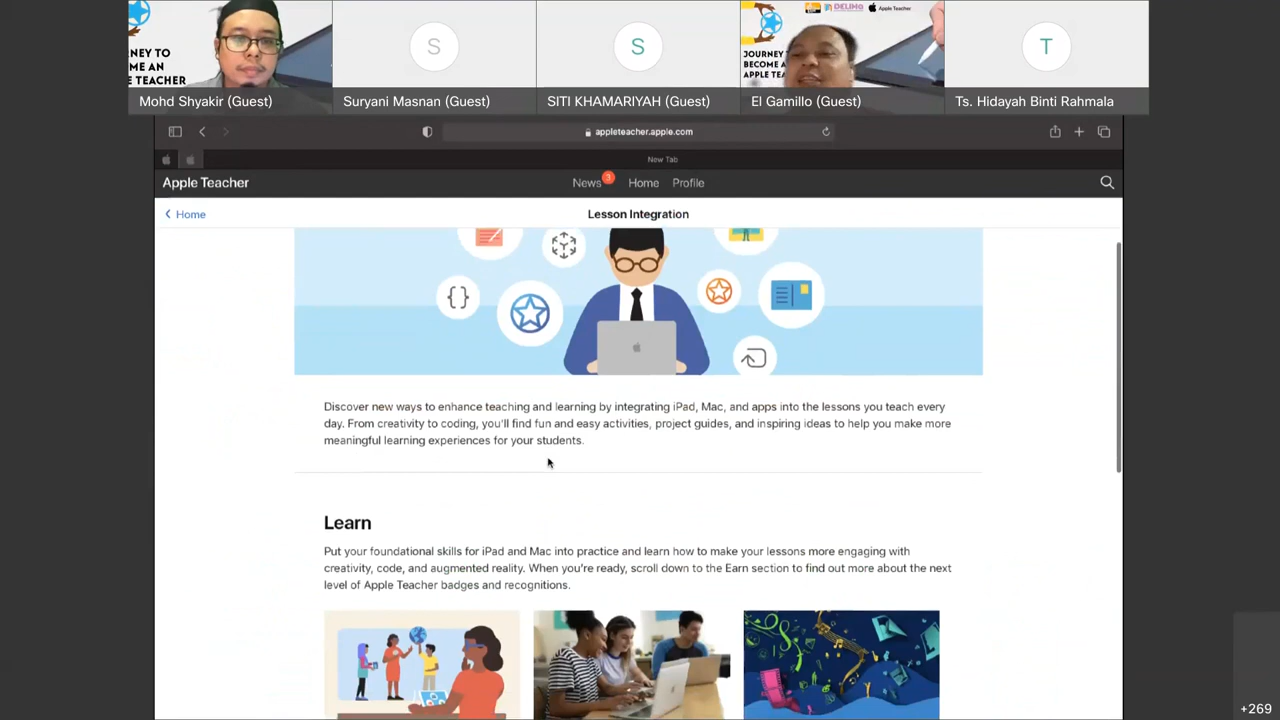 NEY TO
ME AN
E TEACHER
Mohd Shyakir (Guest)
S
Suryani Masnan (Guest)
S
SITI KHAMARIYAH (Guest)
DELIMa
Apple Teacher
JOURNEY T
BECOME A
APPLE TEA
El Gamillo (Guest)
T
Ts. Hidayah Binti Rahmala
appleteacher.apple.com
New Tab
Apple Teacher
News 3 Home Profile
Home
Lesson Integration
Discover new ways to enhance teaching and learning by integrating iPad, Mac, and apps into the lessons you teach every
day. From creativity to coding, you'll find fun and easy activities, project guides, and inspiring ideas to help you make more
meaningful learning experiences for your students.
Learn
Put your foundational skills for iPad and Mac into practice and learn how to make your lessons more engaging with
creativity, code, and augmented reality. When you're ready, scroll down to the Earn section to find out more about the next
level of Apple Teacher badges and recognitions.
+269